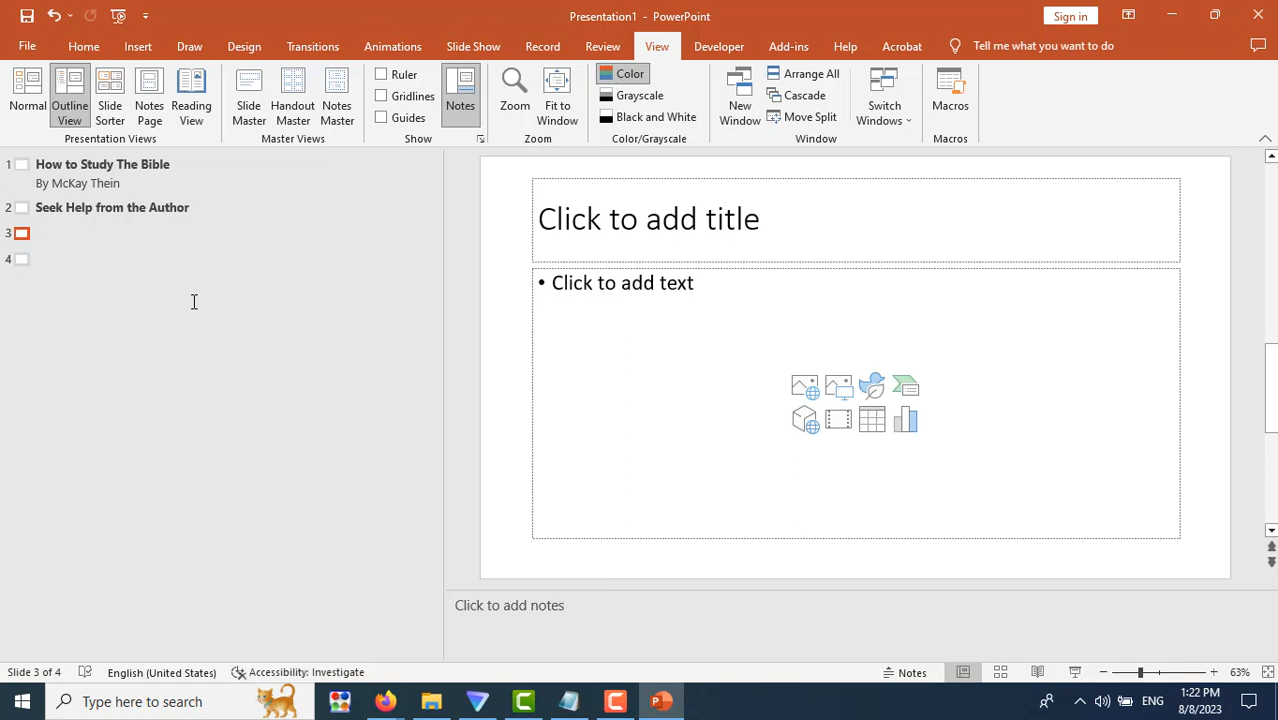 Presentation1 - PowerPoint
Sign in
File Home Insert Draw Design Transitions Animations Slide Show Record Review View Developer Add-ins Help Acrobat Tell me what you want to do
Normal
Outline View
Slide Sorter
Notes Page
Reading View
Presentation Views
Slide Master
Handout Master
Notes Master
Master Views
Ruler
Gridlines
Guides
Notes
Show
Zoom
Fit to Window
Zoom
Color
Grayscale
Black and White
Color/Grayscale
New Window
Arrange All
Cascade
Move Split
Switch Windows
Window
Macros
Macros
1 How to Study The Bible
By McKay Thein
2 Seek Help from the Author
3
4
Click to add title
• Click to add text
Click to add notes
Slide 3 of 4 English (United States) Accessibility: Investigate Notes 63%
Type here to search
ENG
1:22 PM
8/8/2023